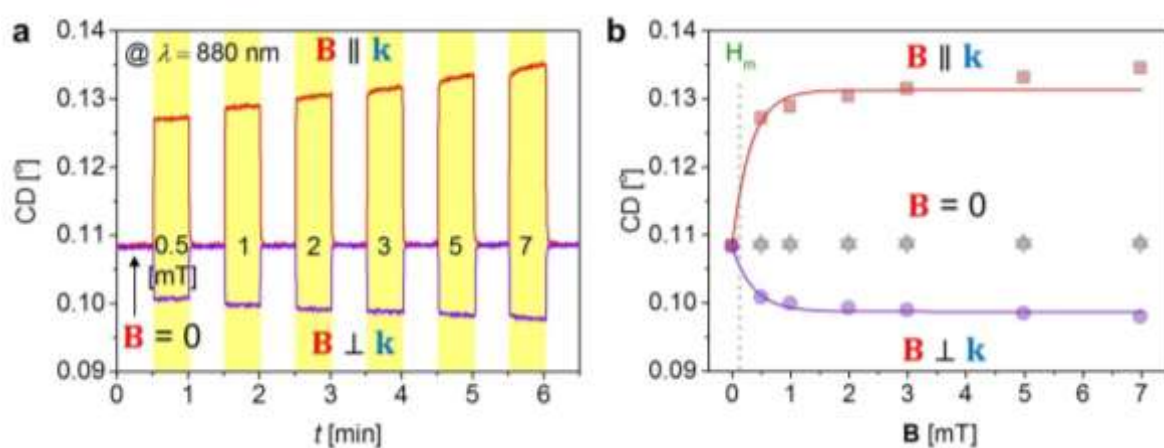 a
@ λ = 880 nm
B ∥ k
0.14
0.13
0.12
0.11
0.10
0.09
CD [º]
0.5
[mT]
1
2
3
5
7
B = 0
B ⊥ k
0 1 2 3 4 5 6
t [min]
b
Hm
B ∥ k
0.14
0.13
0.12
0.11
0.10
0.09
CD [º]
B = 0
B ⊥ k
0 1 2 3 4 5 6 7
B [mT]